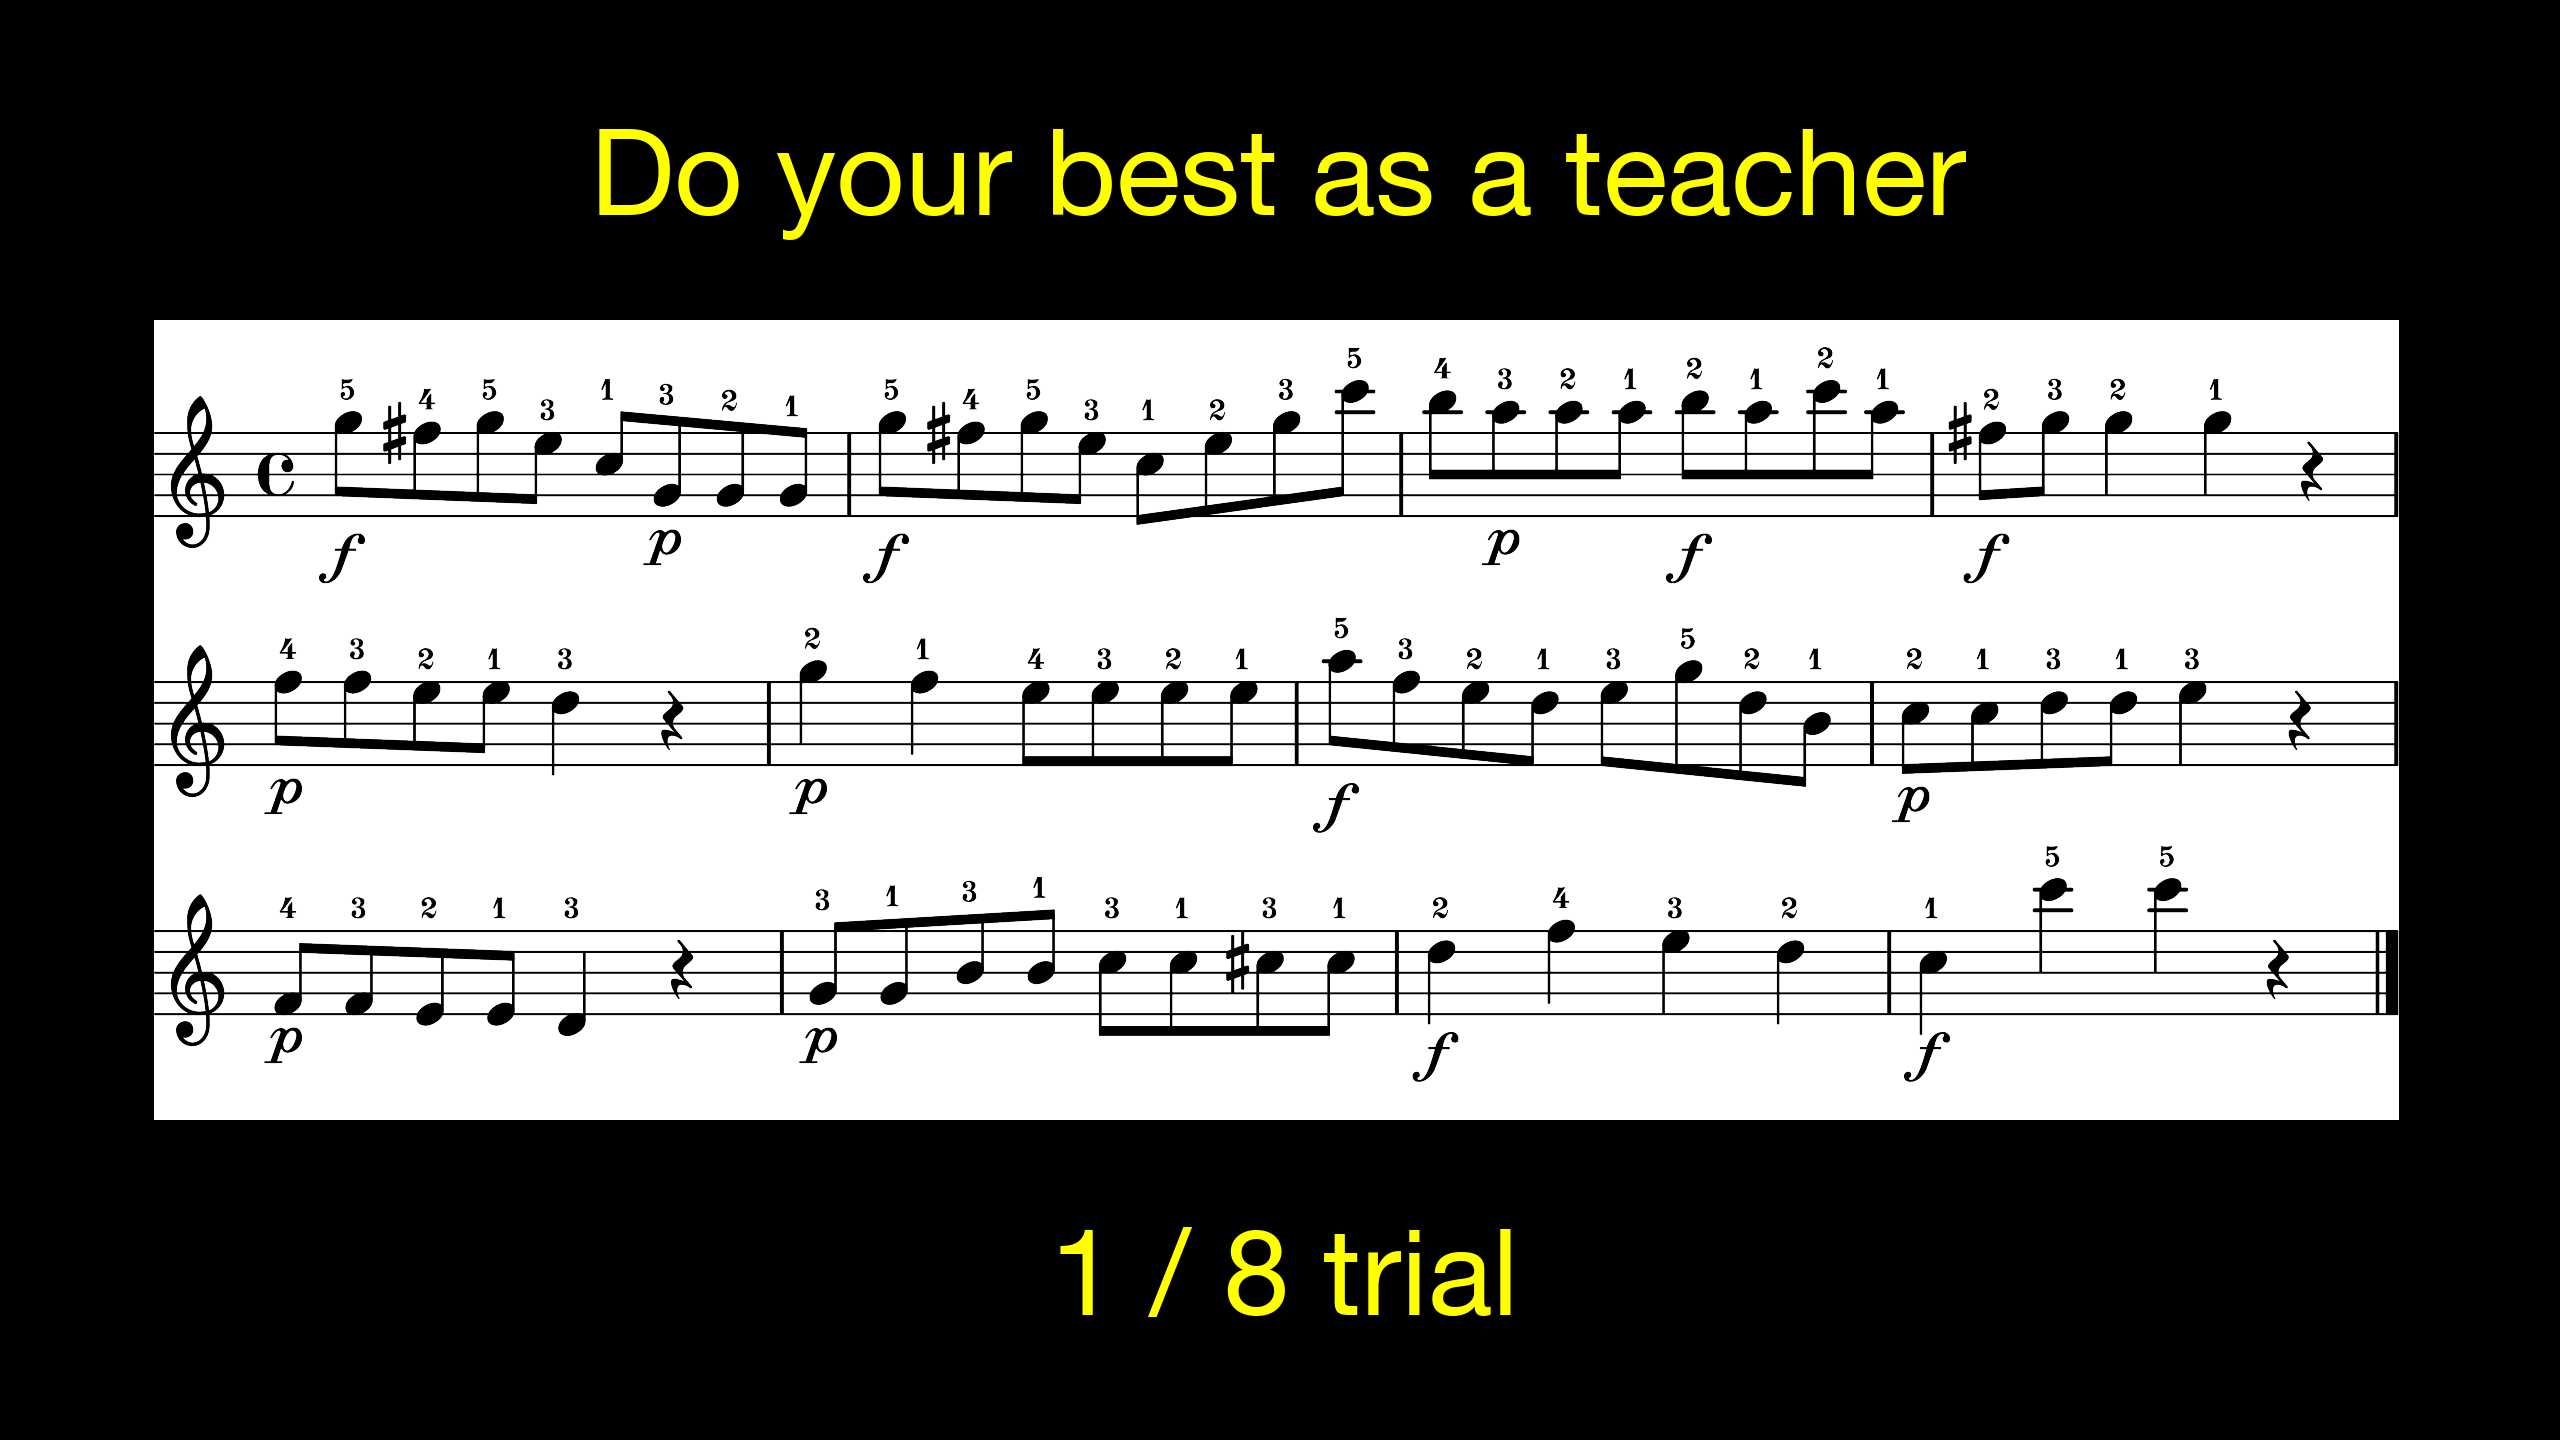 Do your best as a teacher
5 4 5 3 1 3 2 1 5 4 5 3 1 2 3 5 4 3 2 1 2 1 2 1 2 3 2 1
f p f p f f
4 3 2 1 3 2 1 4 3 2 1 5 3 2 1 3 5 2 1 2 1 3 1 3
p p f p
4 3 2 1 3 3 1 3 1 3 1 3 1 2 4 3 2 1 5 5
p p f f
1 / 8 trial